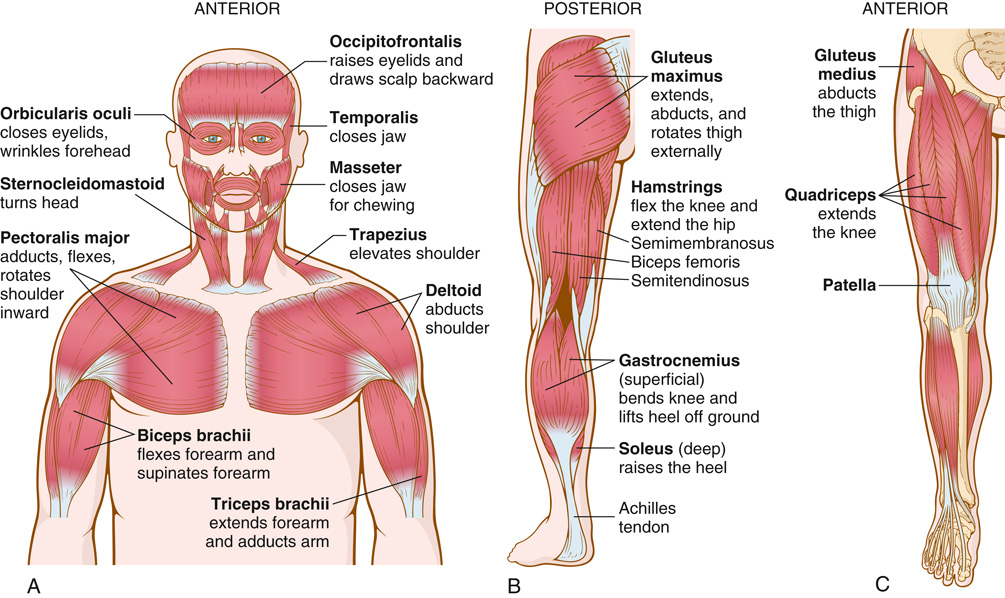 ANTERIOR
Occipitofrontalis
raises eyelids and
draws scalp backward
Orbicularis oculi
closes eyelids,
wrinkles forehead
Temporalis
closes jaw
Masseter
closes jaw
for chewing
Sternocleidomastoid
turns head
Trapezius
elevates shoulder
Pectoralis major
adducts, flexes,
rotates
shoulder
inward
Deltoid
abducts
shoulder
Biceps brachii
flexes forearm and
supinates forearm
Triceps brachii
extends forearm
and adducts arm
A
POSTERIOR
Gluteus
maximus
extends,
abducts, and
rotates thigh
externally
Hamstrings
flex the knee and
extend the hip
Semimembranosus
Biceps femoris
Semitendinosus
Gastrocnemius
(superficial)
bends knee and
lifts heel off ground
Soleus (deep)
raises the heel
Achilles
tendon
B
ANTERIOR
Gluteus
medius
abducts
the thigh
Quadriceps
extends
the knee
Patella
C